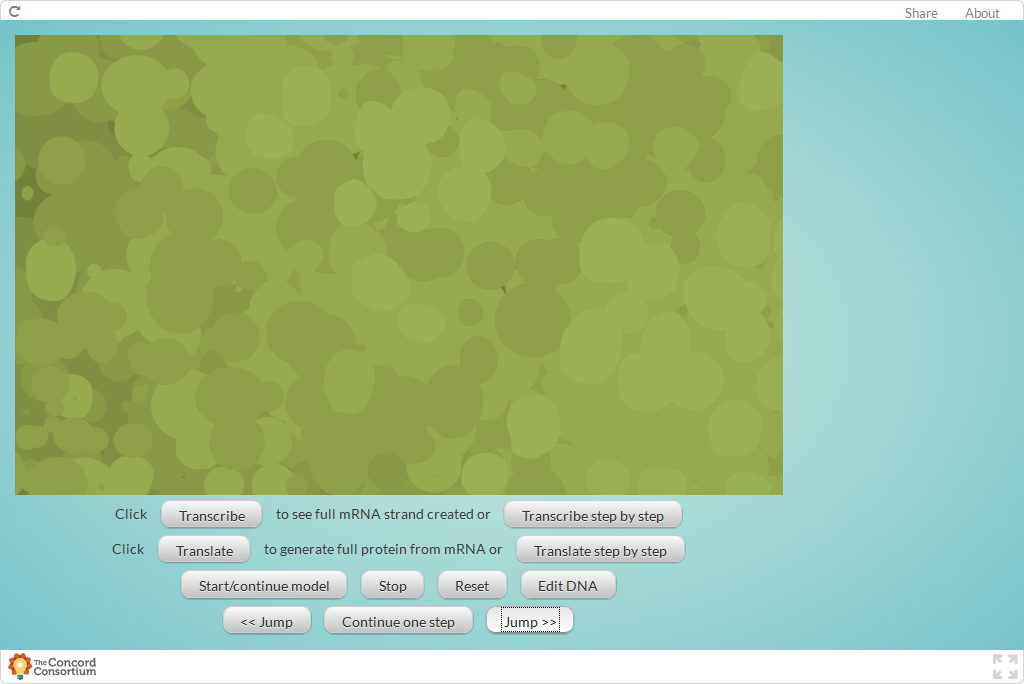 Share About
Click Transcribe to see full mRNA strand created or Transcribe step by step
Click Translate to generate full protein from mRNA or Translate step by step
Start/continue model Stop Reset Edit DNA
<< Jump Continue one step Jump >>
The Concord
Consortium